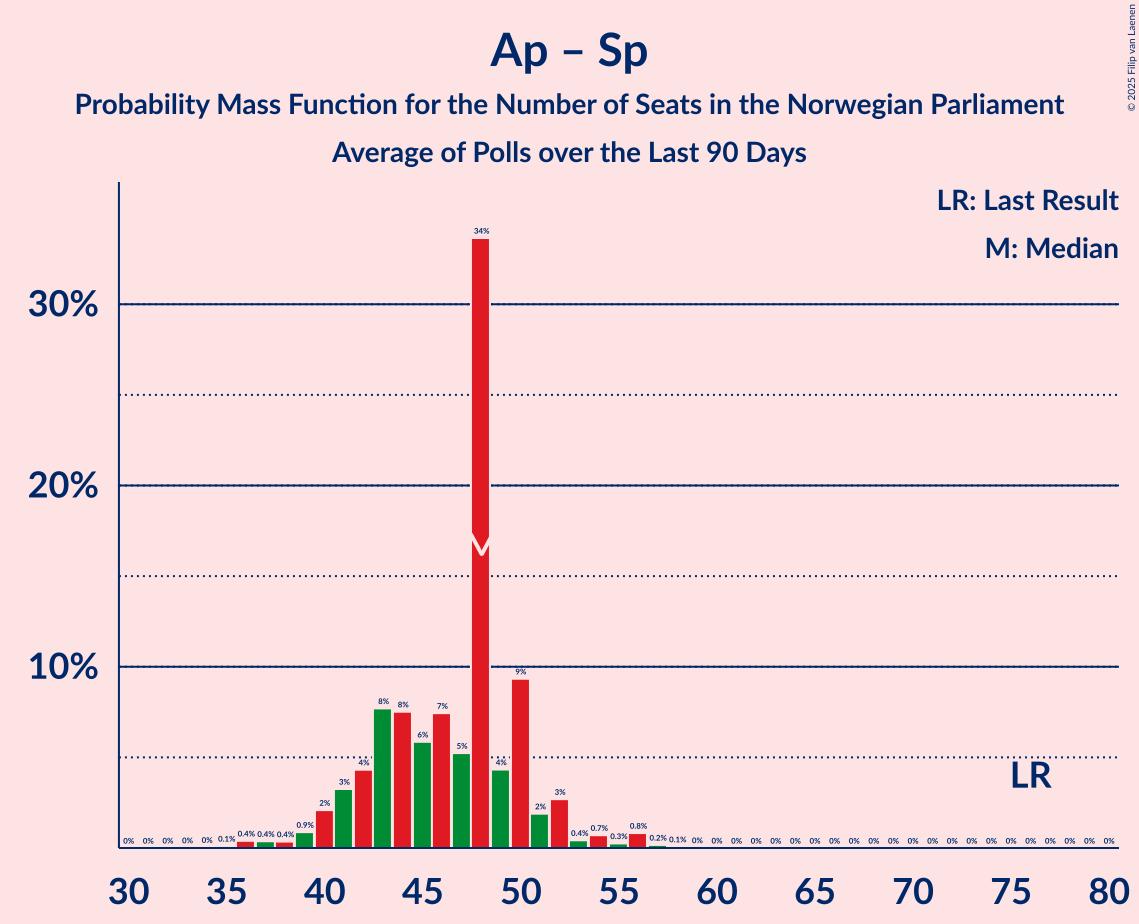 Ap – Sp
Probability Mass Function for the Number of Seats in the Norwegian Parliament
Average of Polls over the Last 90 Days
© 2025 Filip van Laenen
LR: Last Result
M: Median
30%
20%
10%
0% 0% 0% 0% 0% 0.1% 0.4% 0.4% 0.4% 0.9% 2% 3% 4% 8% 8% 6% 7% 5% 34% 4% 9% 2% 3% 0.4% 0.7% 0.3% 0.8% 0.2% 0.1% 0% 0% 0% 0% 0% 0% 0% 0% 0% 0% 0% 0% 0% 0% 0% 0% 0% 0% 0% 0% 0% 0%
M
LR
30 35 40 45 50 55 60 65 70 75 80